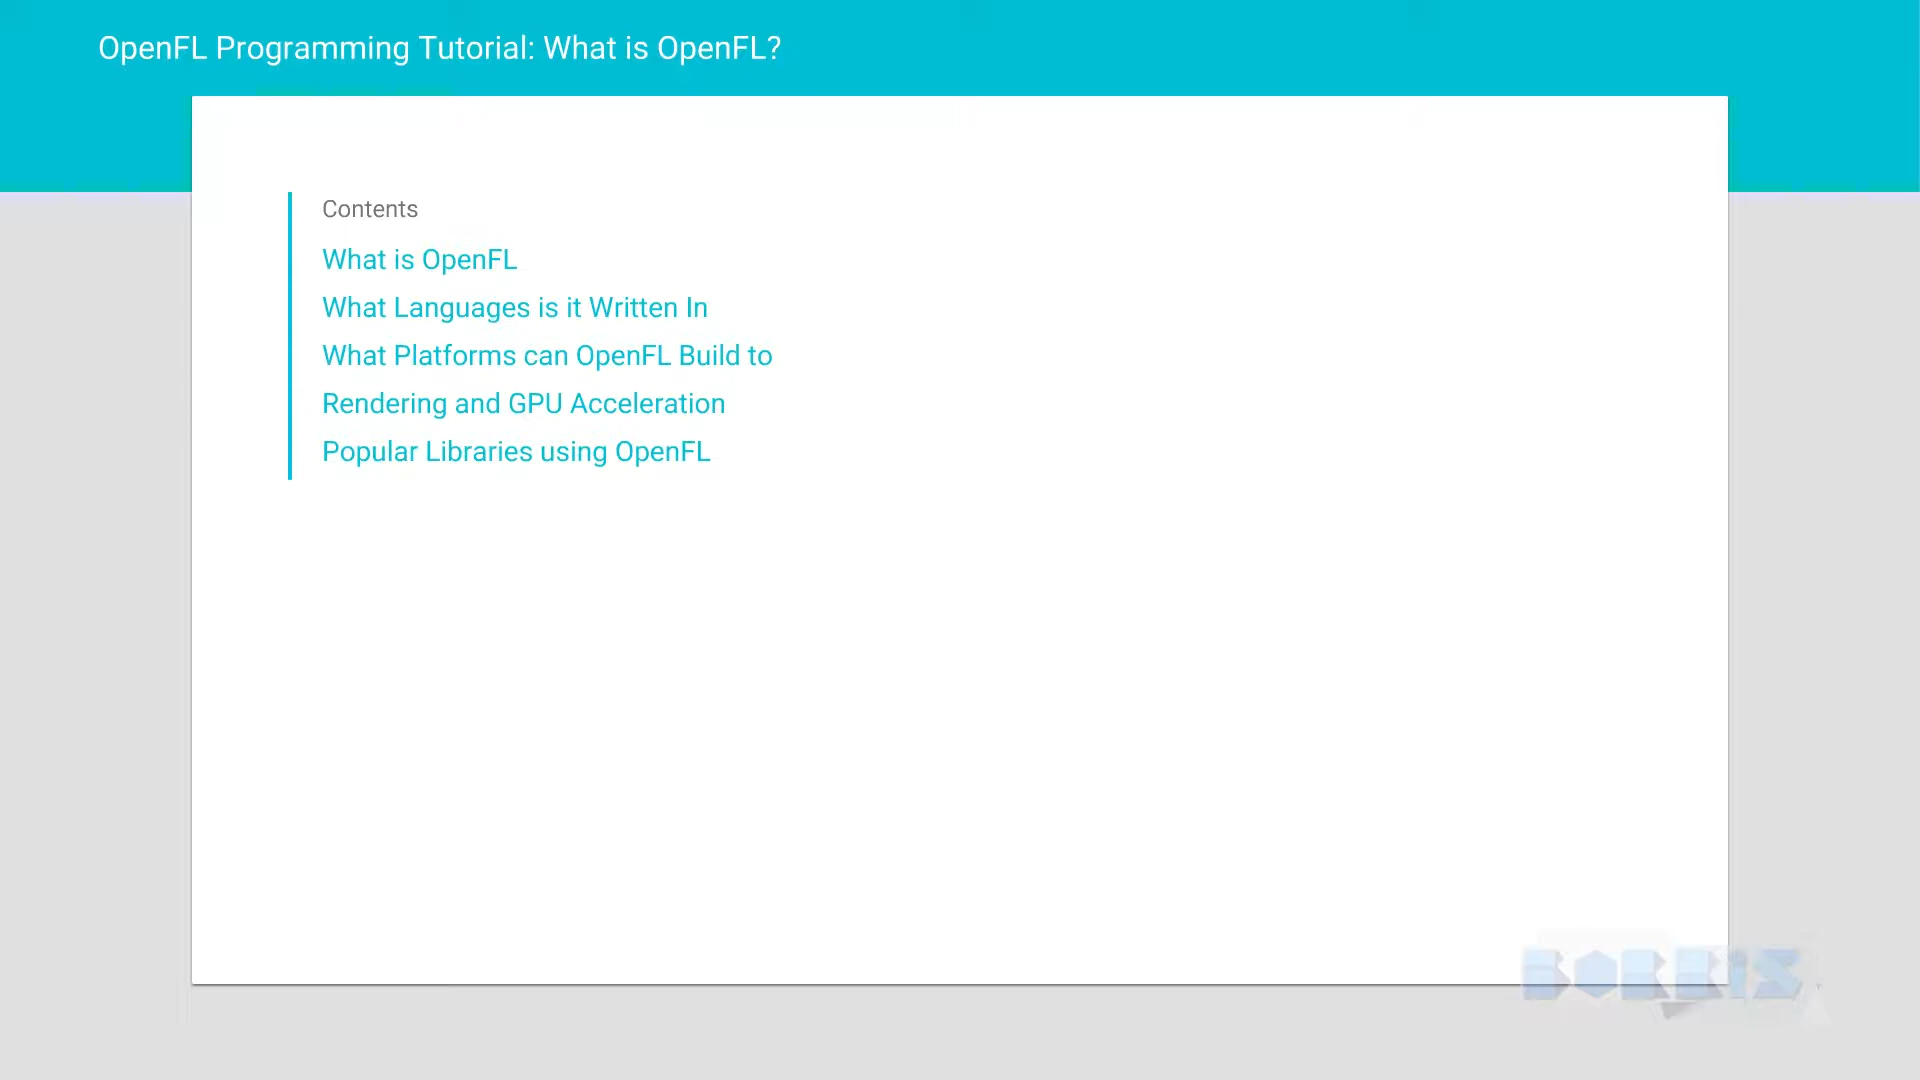 OpenFL Programming Tutorial: What is OpenFL?
Contents
What is OpenFL
What Languages is it Written In
What Platforms can OpenFL Build to
Rendering and GPU Acceleration
Popular Libraries using OpenFL